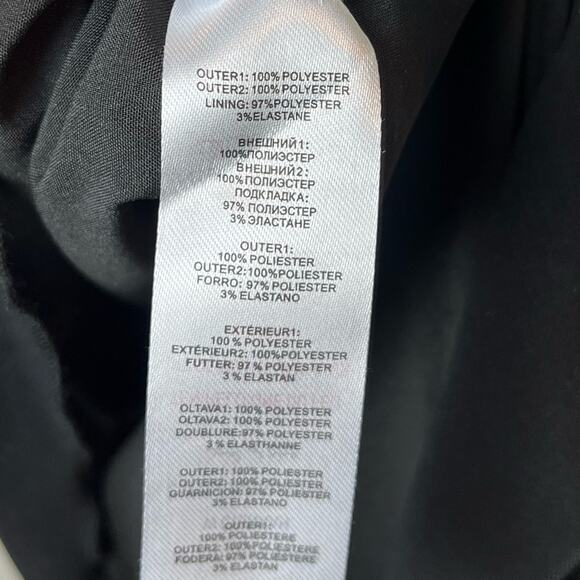 OUTER1: 100% POLYESTER
OUTER2: 100% POLYESTER
LINING: 97%POLYESTER
3%ELASTANE
ВНЕШНИЙ1:
100%ПОЛИЭСТЕР
ВНЕШНИЙ2:
100%ПОЛИЭСТЕР
ПОДКЛАДКА:
97% ПОЛИЭСТЕР
3% ЭЛАСТАНЕ
OUTER1:
100% POLIESTER
OUTER2:100%POLIESTER
FORRO: 97% POLIESTER
3% ELASTANO
EXTÉRIEUR1:
100% POLYESTER
EXTÉRIEUR2: 100%POLYESTER
FUTTER: 97% POLYESTER
3% ELASTAN
OLTAVA1: 100% POLYESTER
OLTAVA2: 100% POLYESTER
DOUBLURE:97% POLYESTER
3% ELASTHANNE
OUTER1: 100% POLIESTER
OUTER2: 100% POLIESTER
GUARNICION: 97% POLIESTER
3% ELASTANO
OUTER1:
100% POLIESTERE
OUTER2: 100%POLIESTERE
FODERA: 97% POLIESTERE
3% ELASTAN